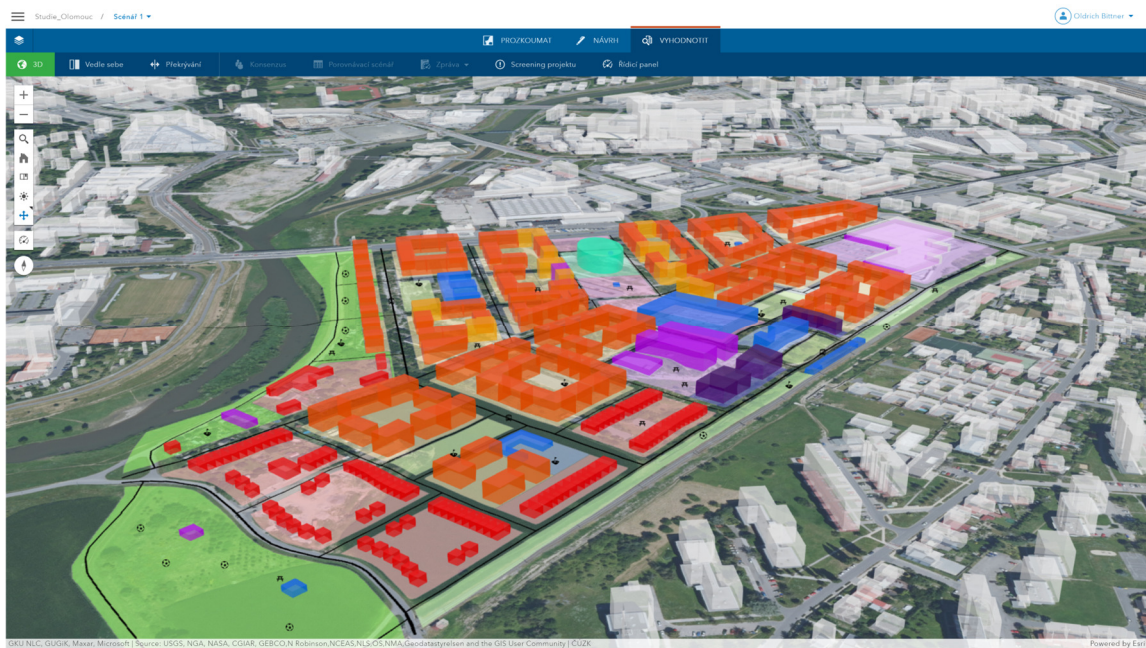 Studie_Olomouc / Scénář 1
Oldrich Bittner
PROZKOUMAT NÁVRH VYHODNOTIT
3D Vedle sebe Překrývání Konsenzus Porovnávací scénář Zpráva Screening projektu Řídicí panel
GKU NLC, GUGiK, Maxar, Microsoft | Source: USGS, NGA, NASA, CGIAR, GEBCO,N Robinson,NCEAS,NLS,OS,NMA,Geodatastyrelsen and the GIS User Community | ČÚZK
Powered by Esri